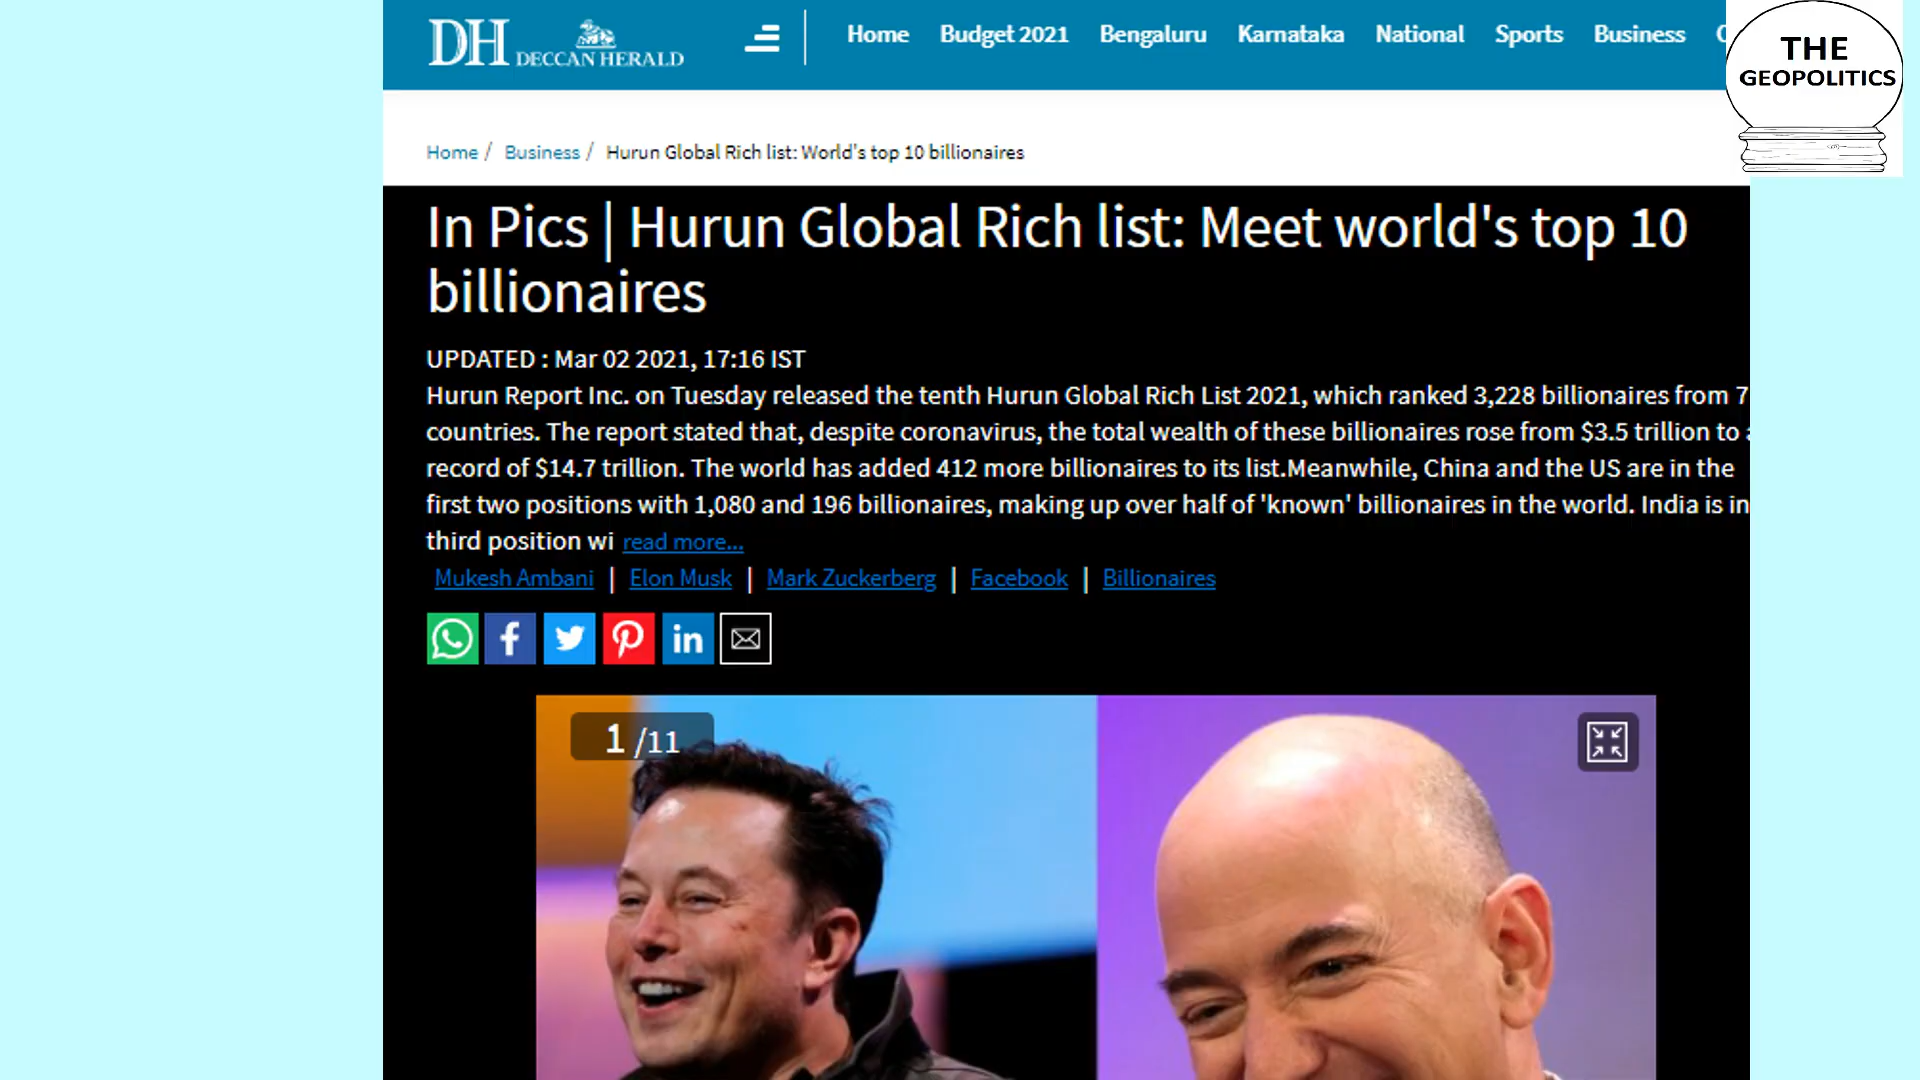 DH DECCAN HERALD
Home Budget 2021 Bengaluru Karnataka National Sports Business
THE
GEOPOLITICS
Home / Business / Hurun Global Rich list: World's top 10 billionaires
In Pics | Hurun Global Rich list: Meet world's top 10
billionaires
UPDATED : Mar 02 2021, 17:16 IST
Hurun Report Inc. on Tuesday released the tenth Hurun Global Rich List 2021, which ranked 3,228 billionaires from
countries. The report stated that, despite coronavirus, the total wealth of these billionaires rose from $3.5 trillion to
record of $14.7 trillion. The world has added 412 more billionaires to its list.Meanwhile, China and the US are in the
first two positions with 1,080 and 196 billionaires, making up over half of 'known' billionaires in the world. India is in
third position wi read more...
Mukesh Ambani | Elon Musk | Mark Zuckerberg | Facebook | Billionaires
1 /11